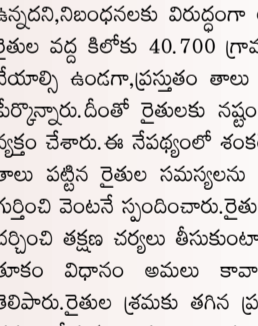 ఉన్నదని,నిబంధనలకు విరుద్ధంగా
రైతుల వద్ద కిలోకు 40.700 గ్రామ
చేయాల్సి ఉండగా,ప్రస్తుతం తాలు
పేర్కొన్నారు.దీంతో రైతులకు నష్టం
వ్యక్తం చేశారు.ఈ నేపథ్యంలో శంక
తాలు పట్టిన రైతుల సమస్యలను
గుర్తించి వెంటనే స్పందించారు.రైతు
దర్పించి తక్షణ చర్యలు తీసుకుంటా
తూకం విధానం అమలు కావా
తెలిపారు.రైతుల శ్రమకు తగిన ప్ర